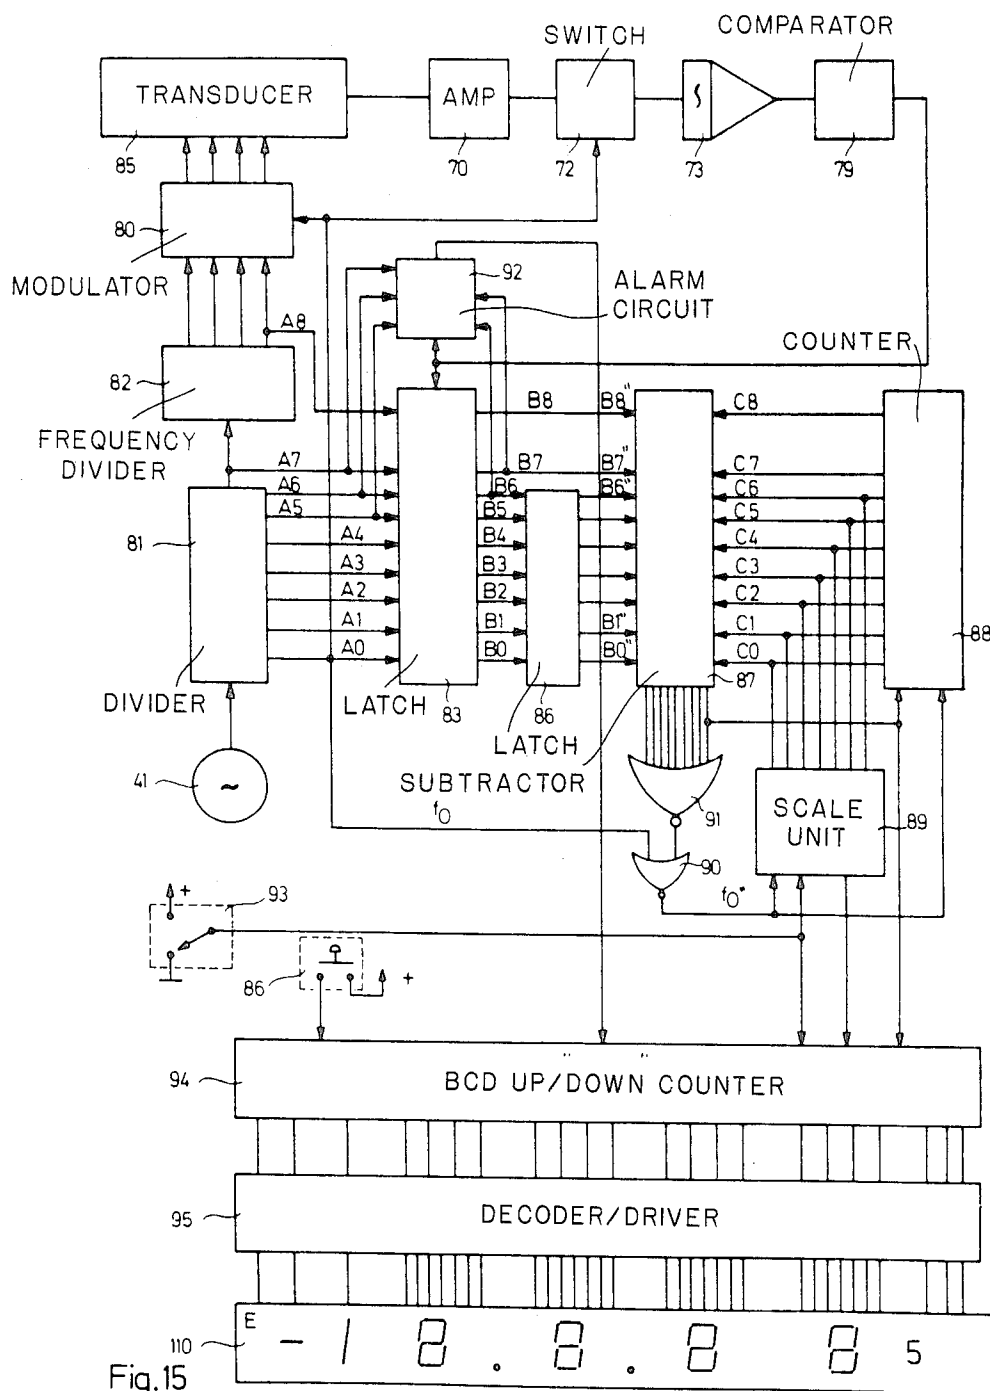 COMPARATOR
SWITCH
TRANSDUCER
AMP
85
70
72
73
79
80
MODULATOR
92
ALARM
CIRCUIT
A8
COUNTER
82
FREQUENCY
DIVIDER
B8 B8" C8
A7 B7 B7" C7
A6 B6 B6" C6
A5 B5 C5
81 A4 B4 C4
A3 B3 C3
A2 B2 C2
A1 B1 B1" C1
A0 B0 B0" C0
88
DIVIDER
LATCH
83
86
87
LATCH
SUBTRACTOR
41
~
f0
91
SCALE
UNIT
89
90
f0"
+
93
86
+
94
" "
BCD UP/DOWN COUNTER
95
DECODER/DRIVER
110
E - 1 8 . 8 . 8 8 5
Fig.15